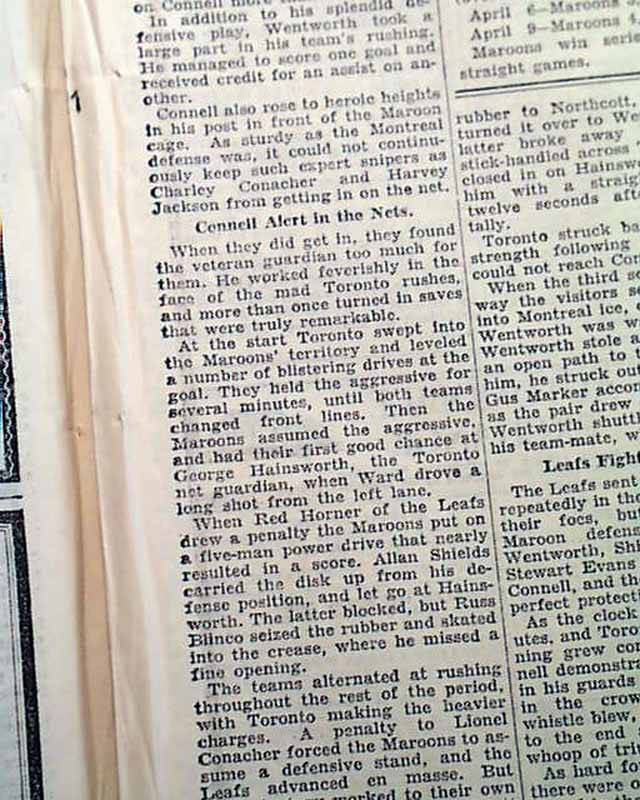 on Connell more than
In addition to his splendid de-
fensive play, Wentworth took a
large part in his team's rushing.
He managed to score one goal and
received credit for an assist on an-
other.
Connell also rose to heroic heights
in his post in front of the Maroon
cage. As sturdy as the Montreal
defense was, it could not continu-
ously keep such expert snipers as
Charley Conacher and Harvey
Jackson from getting in on the net.
Connell Alert in the Nets.
When they did get in, they found
the veteran guardian too much for
them. He worked feverishly in the
face of the mad Toronto rushes,
and more than once turned in saves
that were truly remarkable.
At the start Toronto swept into
the Maroons' territory and leveled
a number of blistering drives at the
goal. They held the aggressive for
several minutes, until both teams
changed front lines. Then the
Maroons assumed the aggressive,
and had their first good chance at
George Hainsworth, the Toronto
net guardian, when Ward drove a
long shot from the left lane.
When Red Horner of the Leafs
drew a penalty the Maroons put on
a five-man power drive that nearly
resulted in a score. Allan Shields
carried the disk up from his de-
fense position, and let go at Hains-
worth. The latter blocked, but Russ
Blinco seized the rubber and skated
into the crease, where he missed a
fine opening.
The teams alternated at rushing
throughout the rest of the period,
with Toronto making the heavier
charges. A penalty to Lionel
Conacher forced the Maroons to as-
sume a defensive stand, and the
Leafs advanced en masse. But
worked to their own
April 6—Maroons
April 9—Maroons
Maroons win serie
straight games.
rubber to Northcott,
turned it over to We
latter broke away
stick-handled across
closed in on Hainsw
him with a straig
twelve seconds afte
tally.
Toronto struck ba
strength following
could not reach Con
When the third s
way the visitors se
into Montreal ice,
Wentworth was w
Wentworth stole a
an open path to
him, he struck out
Gus Marker accom
as the pair drew
Wentworth shuttl
his team-mate, w
Leafs Fight
The Leafs sent
repeatedly in the
their foes, but
Maroon defens
Wentworth, Shi
Stewart Evans
Connell, and th
perfect protecti
As the clock
utes, and Toro
ning grew con
nell demonstra
in his guards
in the crow
whistle blew,
to the end
whoop of tri
As hard fo
there were
1